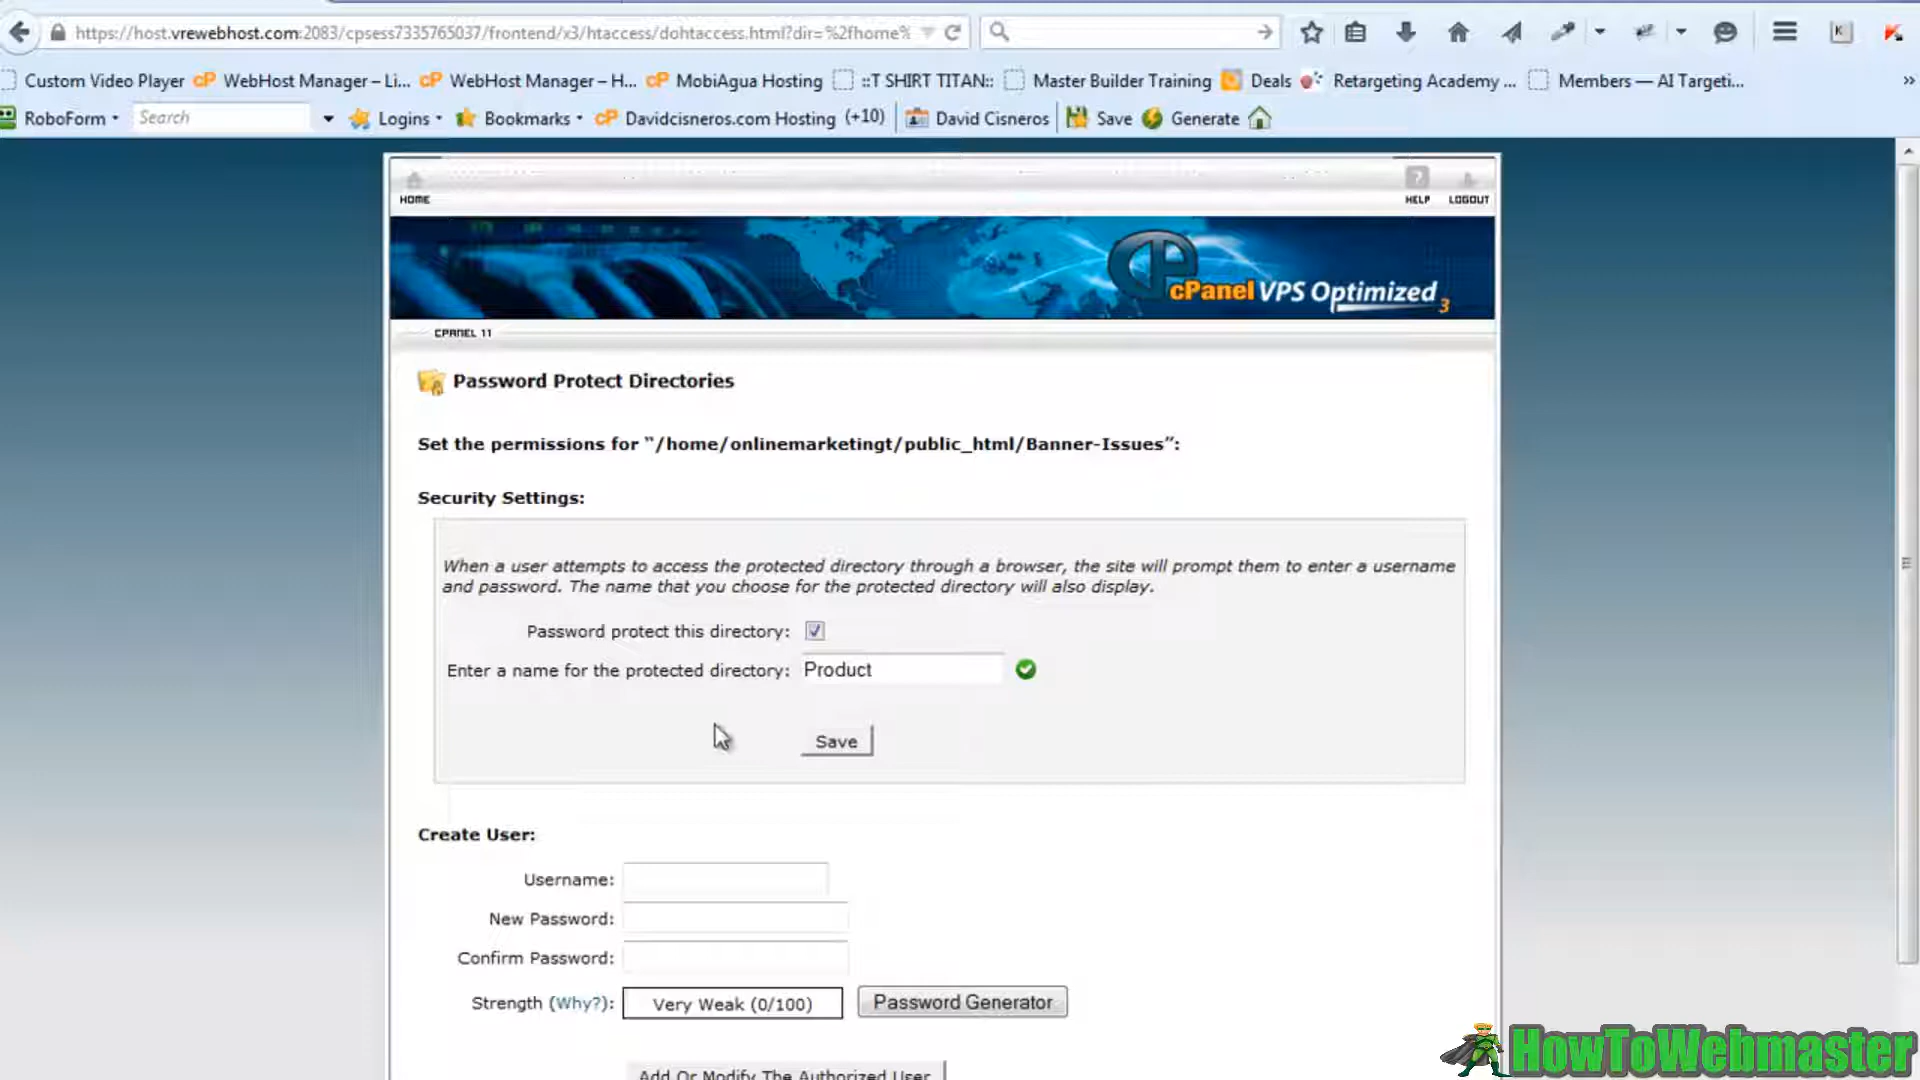 https://host.vrewebhost.com:2083/cpsess7335765037/frontend/x3/htaccess/dohtaccess.html?dir=%2fhome%
Custom Video Player cP WebHost Manager – Li... cP WebHost Manager – H... cP MobiAgua Hosting ::T SHIRT TITAN:: Master Builder Training Deals Retargeting Academy ... Members — AI Targeti... »
RoboForm Search Logins Bookmarks cP Davidcisneros.com Hosting (+10) David Cisneros Save Generate
HOME HELP LOGOUT
cP cPanel VPS Optimized 3
CPANEL 11
Password Protect Directories
Set the permissions for “/home/onlinemarketingt/public_html/Banner-Issues”:
Security Settings:
When a user attempts to access the protected directory through a browser, the site will prompt them to enter a username
and password. The name that you choose for the protected directory will also display.
Password protect this directory:
Enter a name for the protected directory: Product
Save
Create User:
Username:
New Password:
Confirm Password:
Strength (Why?): Very Weak (0/100) Password Generator
Add Or Modify The Authorized User
HowToWebmaster